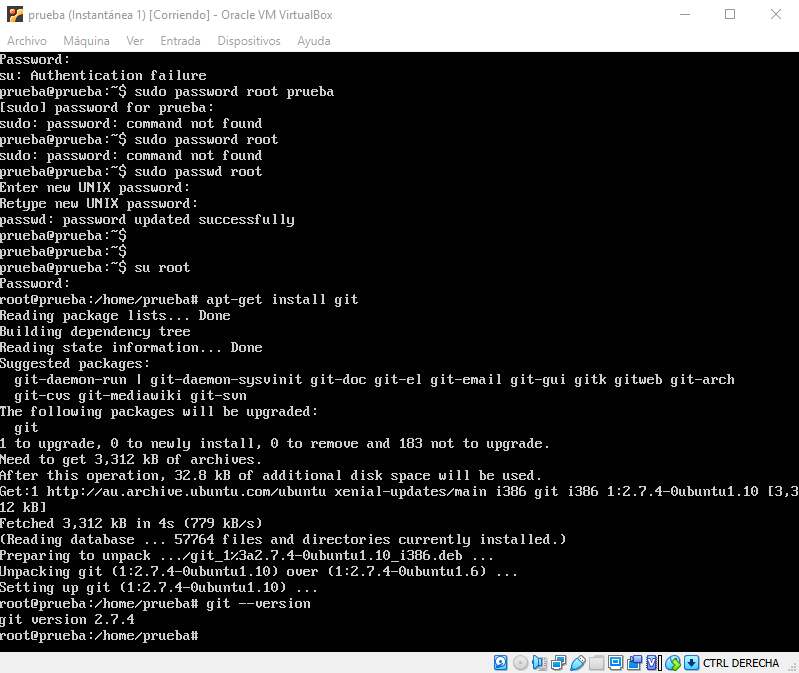 prueba (Instantánea 1) [Corriendo] - Oracle VM VirtualBox
Archivo Máquina Ver Entrada Dispositivos Ayuda
Password:
su: Authentication failure
prueba@prueba:~$ sudo password root prueba
[sudo] password for prueba:
sudo: password: command not found
prueba@prueba:~$ sudo password root
sudo: password: command not found
prueba@prueba:~$ sudo passwd root
Enter new UNIX password:
Retype new UNIX password:
passwd: password updated successfully
prueba@prueba:~$
prueba@prueba:~$
prueba@prueba:~$ su root
Password:
root@prueba:/home/prueba# apt-get install git
Reading package lists... Done
Building dependency tree
Reading state information... Done
Suggested packages:
  git-daemon-run | git-daemon-sysvinit git-doc git-el git-email git-gui gitk gitweb git-arch
  git-cvs git-mediawiki git-svn
The following packages will be upgraded:
  git
1 to upgrade, 0 to newly install, 0 to remove and 183 not to upgrade.
Need to get 3,312 kB of archives.
After this operation, 32.8 kB of additional disk space will be used.
Get:1 http://au.archive.ubuntu.com/ubuntu xenial-updates/main i386 git i386 1:2.7.4-0ubuntu1.10 [3,3
12 kB]
Fetched 3,312 kB in 4s (779 kB/s)
(Reading database ... 57764 files and directories currently installed.)
Preparing to unpack .../git_1%3a2.7.4-0ubuntu1.10_i386.deb ...
Unpacking git (1:2.7.4-0ubuntu1.10) over (1:2.7.4-0ubuntu1.6) ...
Setting up git (1:2.7.4-0ubuntu1.10) ...
root@prueba:/home/prueba# git --version
git version 2.7.4
root@prueba:/home/prueba#
CTRL DERECHA